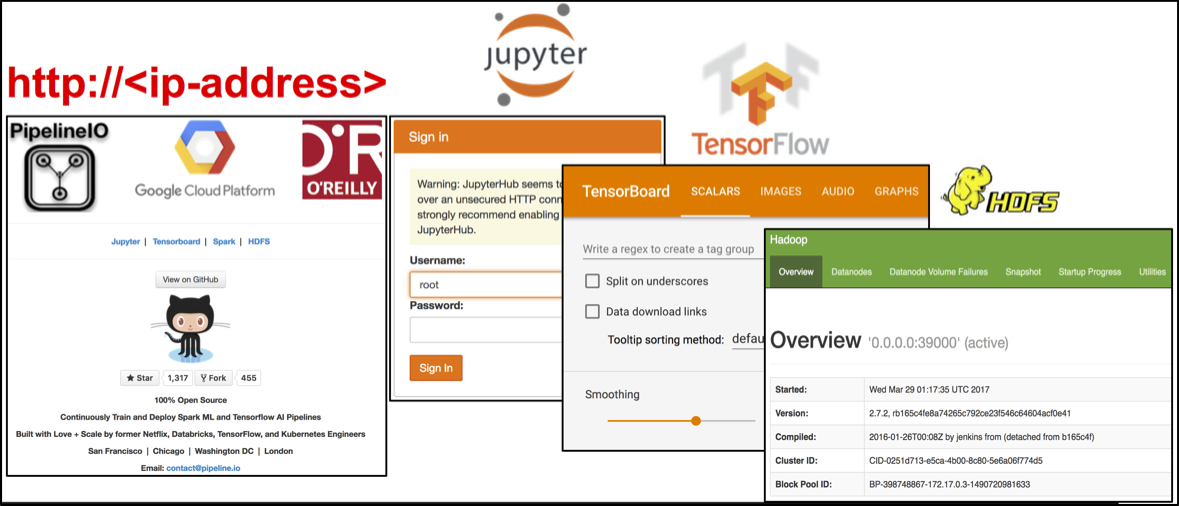 http://<ip-address>
jupyter
TensorFlow
HDFS
PipelineIO
Google Cloud Platform
O'R
O'REILLY
Jupyter | Tensorboard | Spark | HDFS
View on GitHub
Star 1,317 Fork 455
100% Open Source
Continuously Train and Deploy Spark ML and Tensorflow AI Pipelines
Built with Love + Scale by former Netflix, Databricks, TensorFlow, and Kubernetes Engineers
San Francisco | Chicago | Washington DC | London
Email: contact@pipeline.io
Sign in
Warning: JupyterHub seems to
over an unsecured HTTP conn
strongly recommend enabling
JupyterHub.
Username:
root
Password:
Sign In
TensorBoard SCALARS IMAGES AUDIO GRAPHS
Write a regex to create a tag group
Split on underscores
Data download links
Tooltip sorting method: defau
Smoothing
Hadoop
Overview Datanodes Datanode Volume Failures Snapshot Startup Progress Utilities
Overview '0.0.0.0:39000' (active)
Started: Wed Mar 29 01:17:35 UTC 2017
Version: 2.7.2, rb165c4fe8a74265c792ce23f546c64604acf0e41
Compiled: 2016-01-26T00:08Z by jenkins from (detached from b165c4f)
Cluster ID: CID-0251d713-e5ca-4b00-8c80-5e6a06f774d5
Block Pool ID: BP-398748867-172.17.0.3-1490720981633